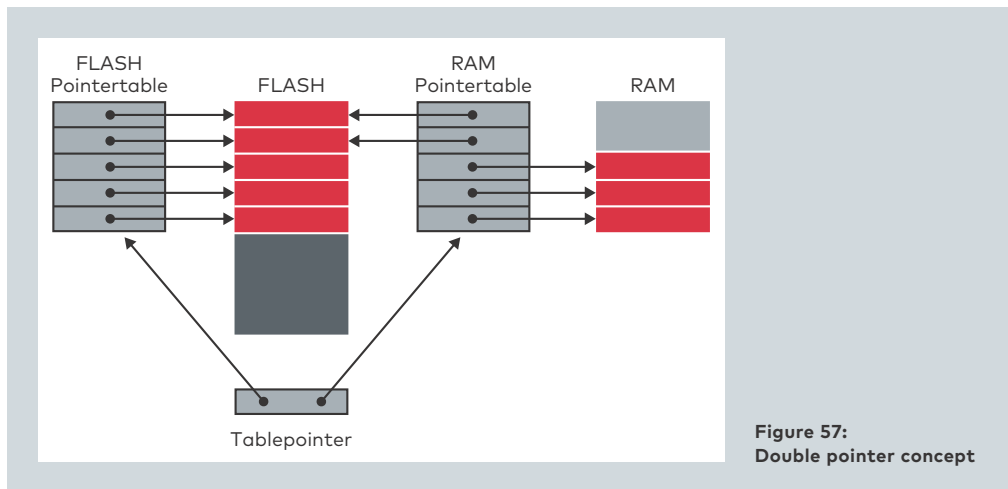 FLASH
Pointertable
FLASH
RAM
Pointertable
RAM
Tablepointer
Figure 57:
Double pointer concept